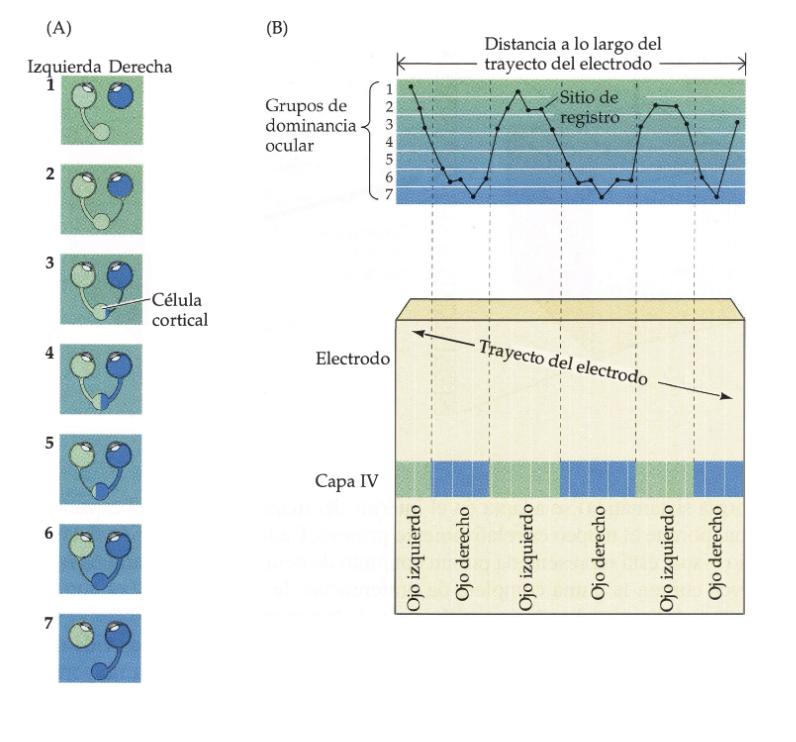 (A)
Izquierda Derecha
1
2
3
Célula
cortical
4
5
6
7
(B)
Distancia a lo largo del
trayecto del electrodo
Grupos de
dominancia
ocular
1
2
3
4
5
6
7
Sitio de
registro
Electrodo
Trayecto del electrodo
Capa IV
Ojo izquierdo
Ojo derecho
Ojo izquierdo
Ojo derecho
Ojo izquierdo
Ojo derecho